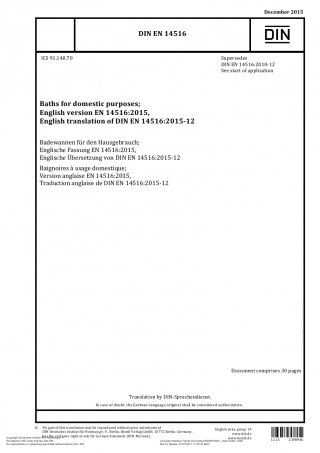 December 2015
DIN EN 14516
DIN
ICS 91.140.70
Supersedes
DIN EN 14516:2010-12
See start of application
Baths for domestic purposes;
English version EN 14516:2015,
English translation of DIN EN 14516:2015-12
Badewannen für den Hausgebrauch;
Englische Fassung EN 14516:2015,
Englische Übersetzung von DIN EN 14516:2015-12
Baignoires à usage domestique;
Version anglaise EN 14516:2015,
Traduction anglaise de DIN EN 14516:2015-12
Document comprises 30 pages
Translation by DIN-Sprachendienst.
In case of doubt, the German-language original shall be considered authoritative.
No part of this translation may be reproduced without prior permission of
DIN Deutsches Institut für Normung e. V., Berlin. Beuth Verlag GmbH, 10772 Berlin, Germany,
has the exclusive right of sale for German Standards (DIN-Normen).
English price group 14
www.din.de
www.beuth.de